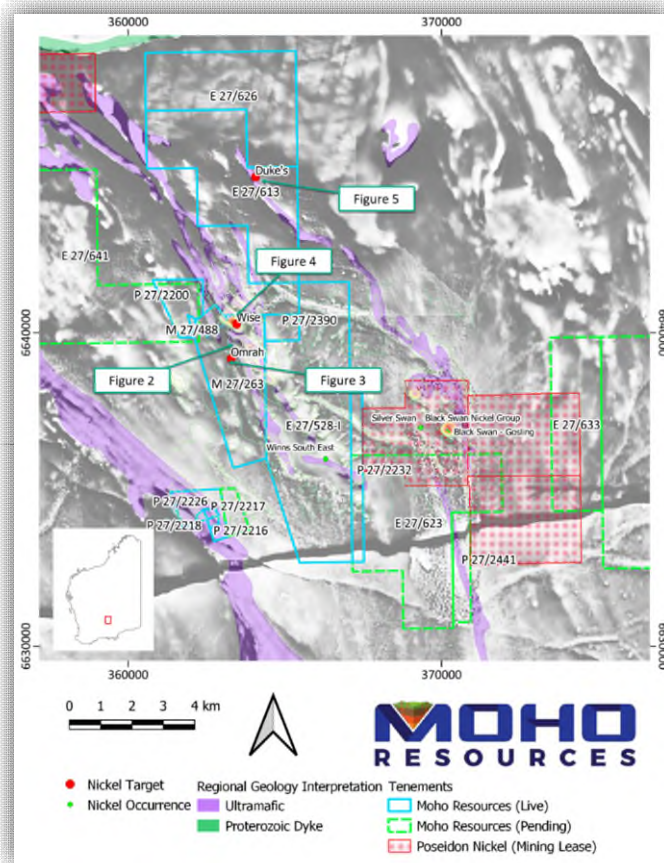 360000
370000
E 27/626
Duke's
E 27/613
Figure 5
E 27/641
Figure 4
P 27/2200
Wise
P 27/2390
M 27/488
6640000
6640000
Omrah
Figure 2
M 27/263
Figure 3
Silver Swan
Black Swan Nickel Group
E 27/528-I
Black Swan - Gosling
E 27/633
Winns South East
P 27/2232
P 27/2226
P 27/2217
P 27/2218
P 27/2216
E 27/623
P 27/2441
6630000
6630000
360000
370000
0 1 2 3 4 km
MOHO
RESOURCES
Nickel Target
Nickel Occurrence
Regional Geology Interpretation
Ultramafic
Proterozoic Dyke
Tenements
Moho Resources (Live)
Moho Resources (Pending)
Poseidon Nickel (Mining Lease)